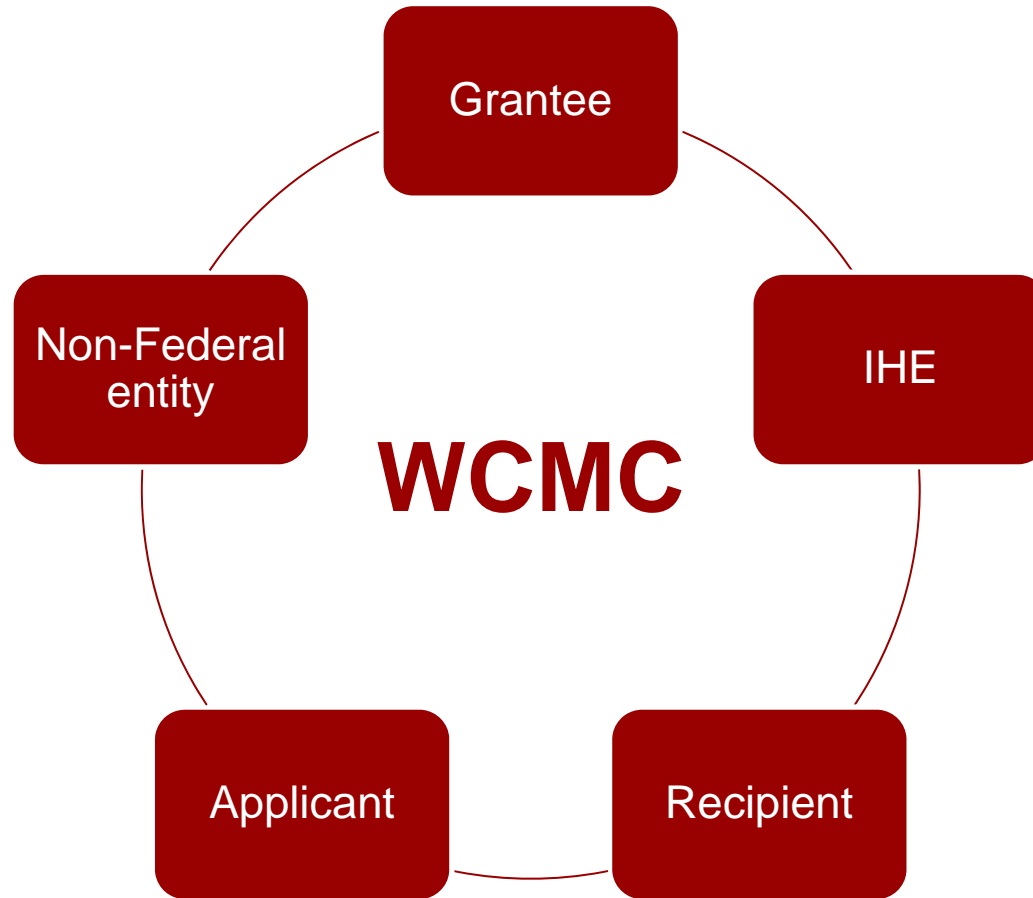 Grantee
Non-Federal
entity
IHE
WCMC
Applicant
Recipient